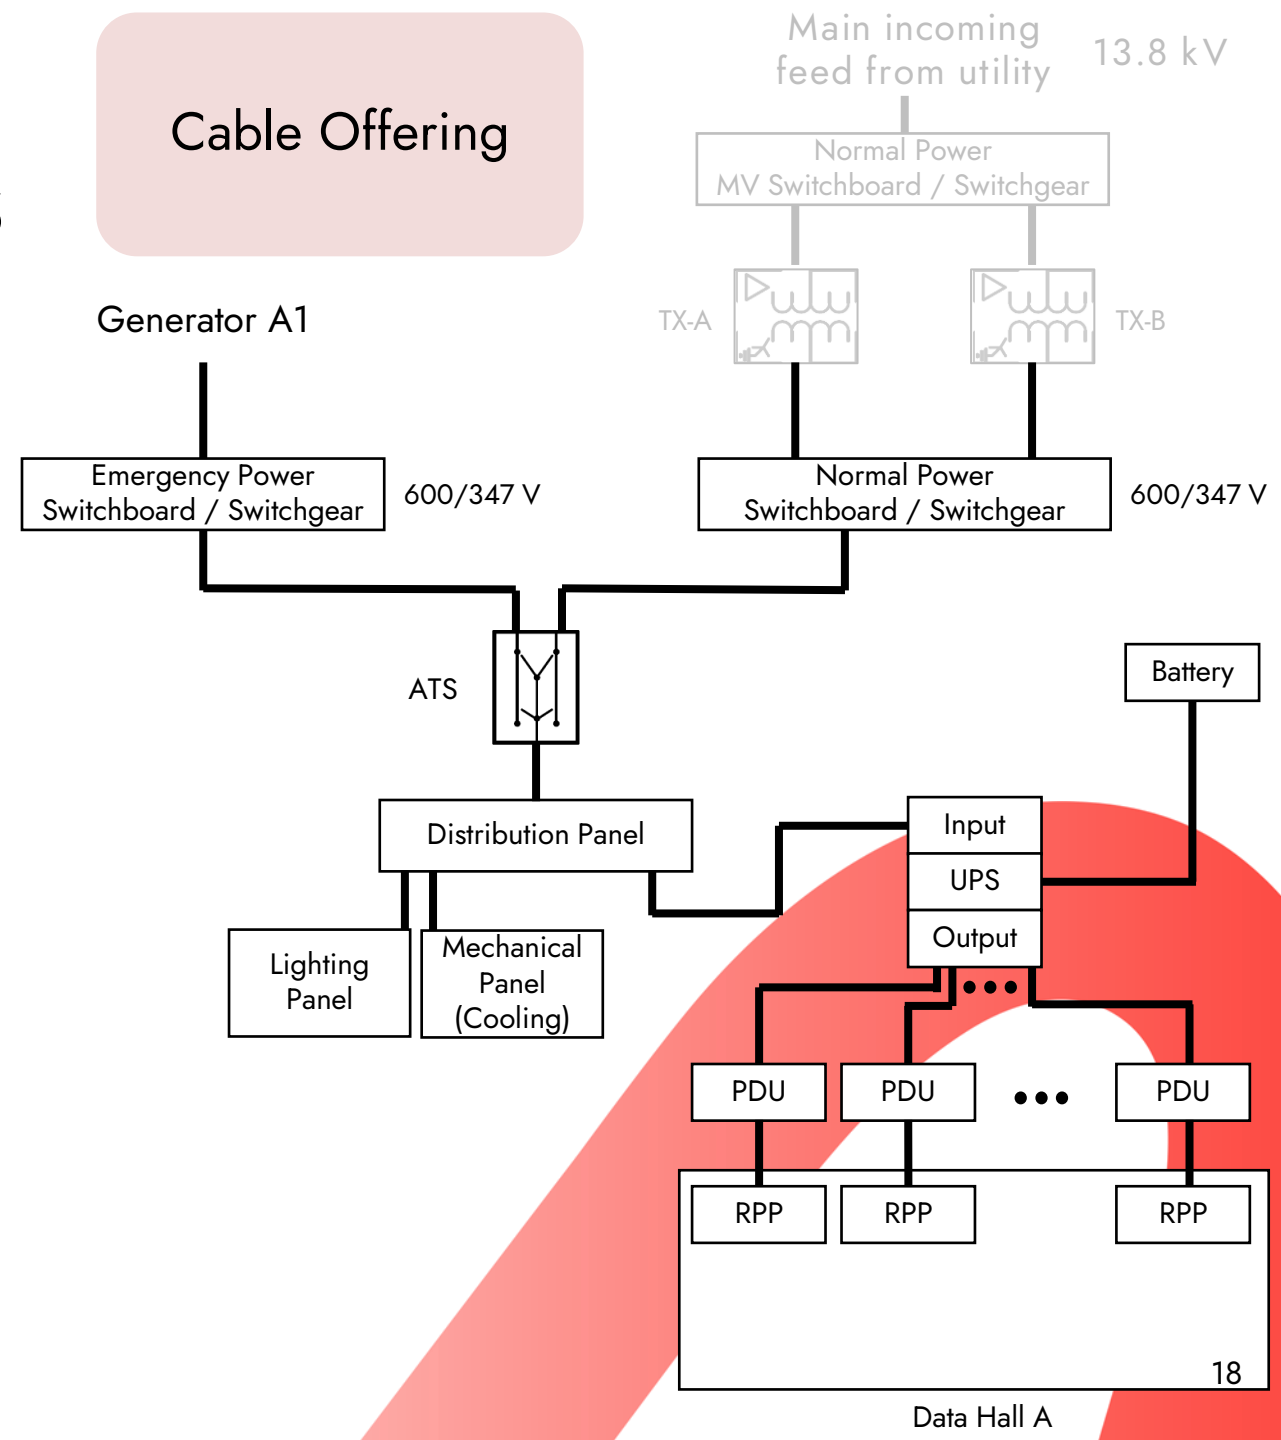 Cable Offering
Main incoming
feed from utility
13.8 kV
Normal Power
MV Switchboard / Switchgear
TX-A
TX-B
Generator A1
Emergency Power
Switchboard / Switchgear
600/347 V
Normal Power
Switchboard / Switchgear
600/347 V
ATS
Battery
Distribution Panel
Input
UPS
Output
Lighting
Panel
Mechanical
Panel
(Cooling)
PDU
PDU
PDU
RPP
RPP
RPP
18
Data Hall A